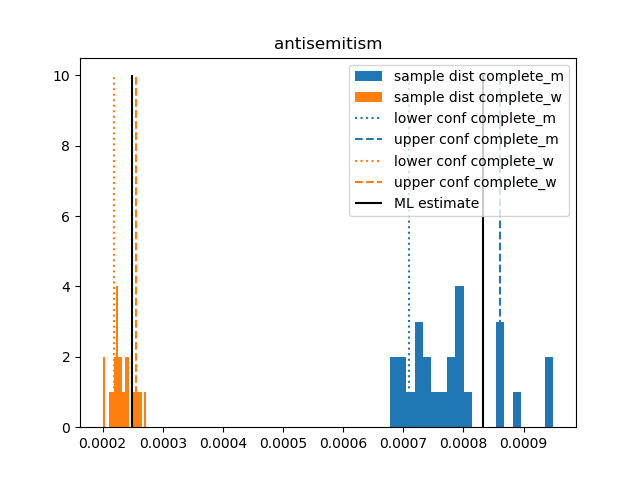 antisemitism
10
8
6
4
2
0
sample dist complete_m
sample dist complete_w
lower conf complete_m
upper conf complete_m
lower conf complete_w
upper conf complete_w
ML estimate
0.0002 0.0003 0.0004 0.0005 0.0006 0.0007 0.0008 0.0009